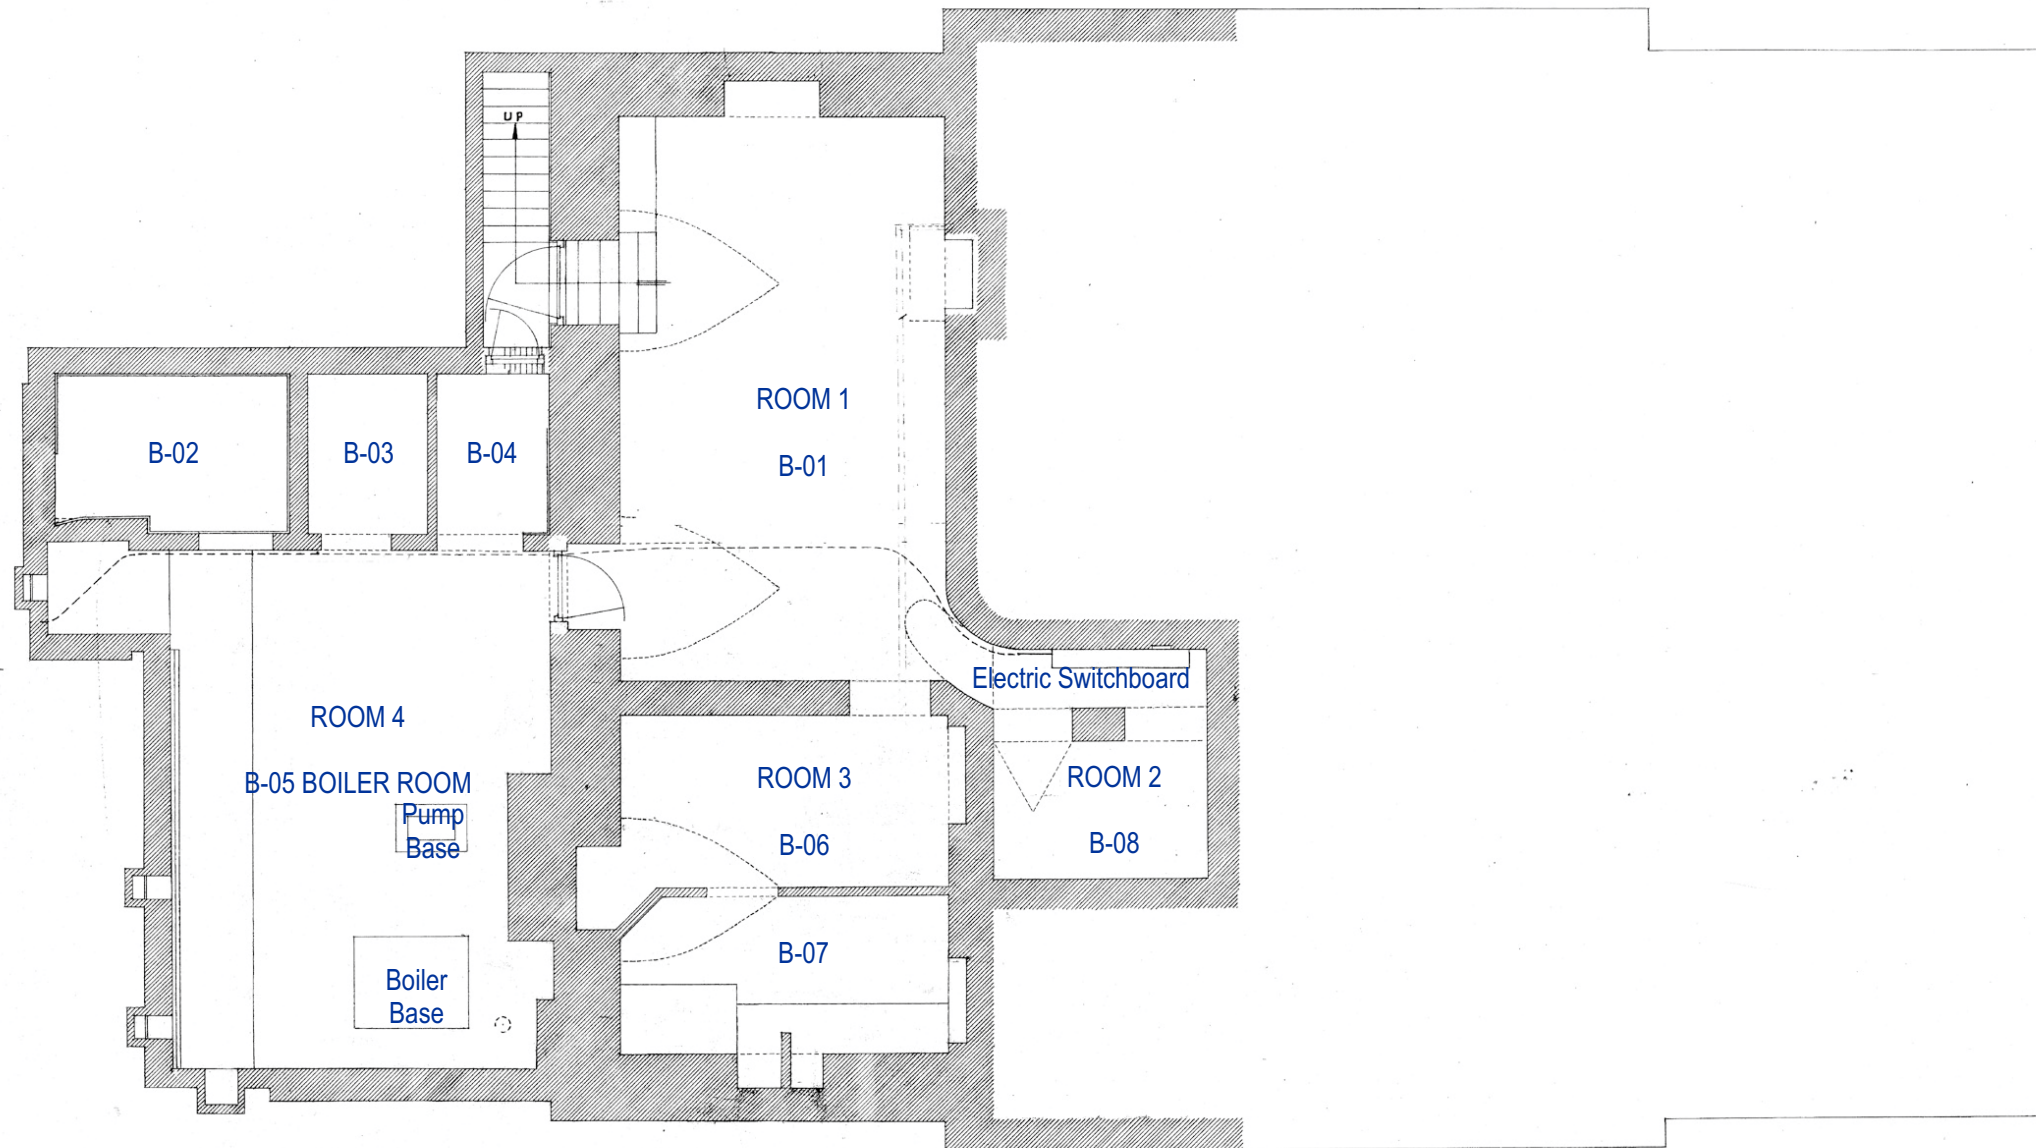 UP
ROOM 1
B-01
B-02
B-03
B-04
Electric Switchboard
ROOM 4
B-05 BOILER ROOM
Pump
Base
ROOM 3
B-06
ROOM 2
B-08
B-07
Boiler
Base